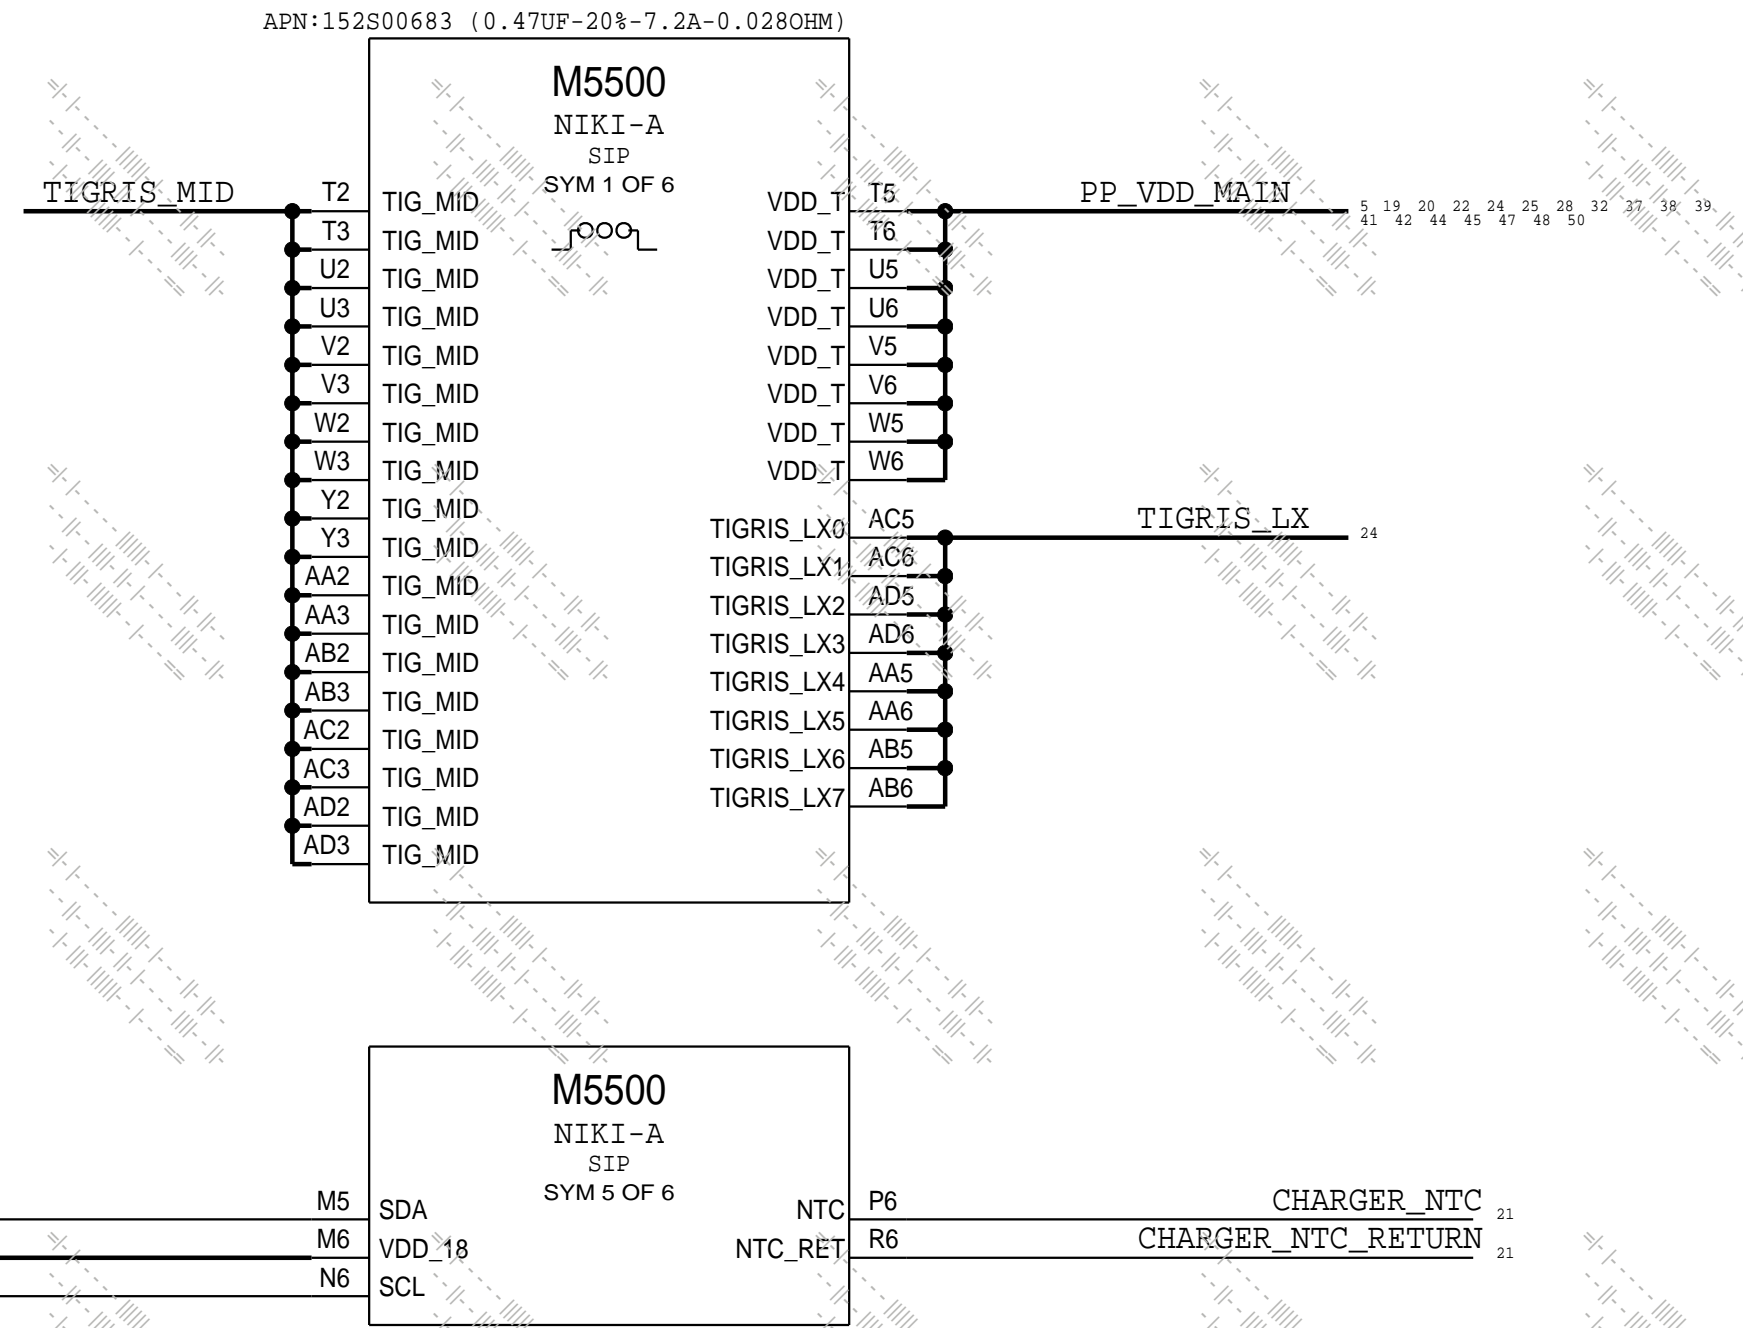 APN:152S00683 (0.47UF-20%-7.2A-0.028OHM)
M5500
NIKI-A
SIP
SYM 1 OF 6
TIGRIS_MID
T2 TIG_MID
T3 TIG_MID
U2 TIG_MID
U3 TIG_MID
V2 TIG_MID
V3 TIG_MID
W2 TIG_MID
W3 TIG_MID
Y2 TIG_MID
Y3 TIG_MID
AA2 TIG_MID
AA3 TIG_MID
AB2 TIG_MID
AB3 TIG_MID
AC2 TIG_MID
AC3 TIG_MID
AD2 TIG_MID
AD3 TIG_MID
VDD_T T5
VDD_T T6
VDD_T U5
VDD_T U6
VDD_T V5
VDD_T V6
VDD_T W5
VDD_T W6
PP_VDD_MAIN
5 19 20 22 24 25 28 32 37 38 39
41 42 44 45 47 48 50
TIGRIS_LX0 AC5
TIGRIS_LX1 AC6
TIGRIS_LX2 AD5
TIGRIS_LX3 AD6
TIGRIS_LX4 AA5
TIGRIS_LX5 AA6
TIGRIS_LX6 AB5
TIGRIS_LX7 AB6
TIGRIS_LX 24
M5500
NIKI-A
SIP
SYM 5 OF 6
M5 SDA
M6 VDD_18
N6 SCL
NTC P6 CHARGER_NTC 21
NTC_RET R6 CHARGER_NTC_RETURN 21